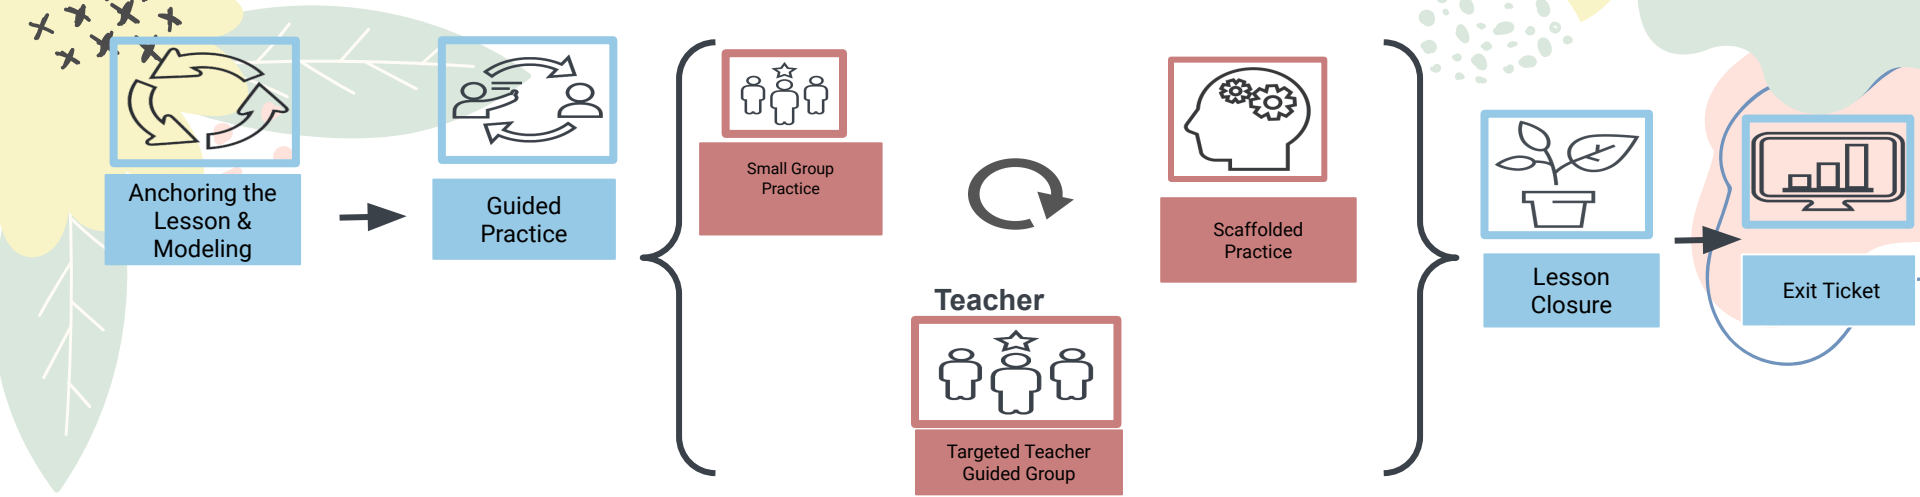 Anchoring the
Lesson &
Modeling
Guided
Practice
Small Group
Practice
Scaffolded
Practice
Teacher
Targeted Teacher
Guided Group
Lesson
Closure
Exit Ticket